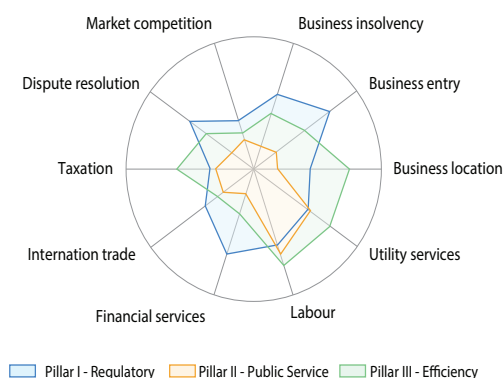 Market competition
Business insolvency
Dispute resolution
Business entry
Taxation
Business location
Internation trade
Utility services
Financial services
Labour
Pillar I - Regulatory
Pillar II - Public Service
Pillar III - Efficiency